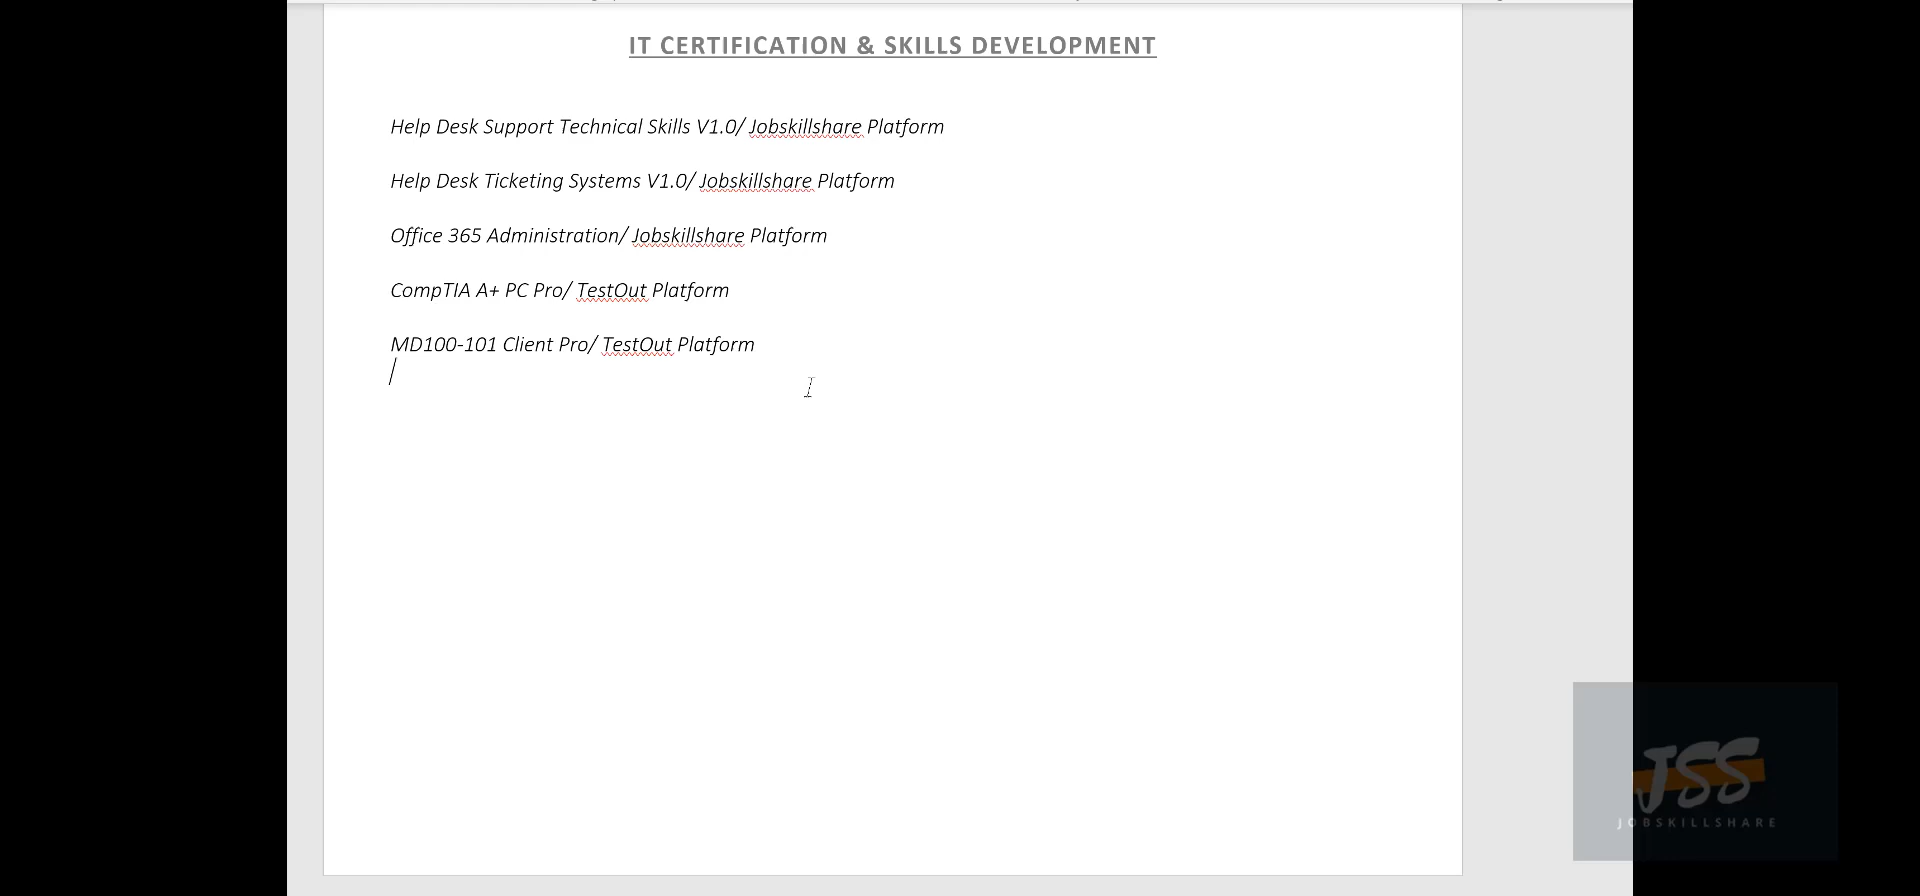 IT CERTIFICATION & SKILLS DEVELOPMENT
Help Desk Support Technical Skills V1.0/ Jobskillshare Platform
Help Desk Ticketing Systems V1.0/ Jobskillshare Platform
Office 365 Administration/ Jobskillshare Platform
CompTIA A+ PC Pro/ TestOut Platform
MD100-101 Client Pro/ TestOut Platform
JSS
JOBSKILLSHARE